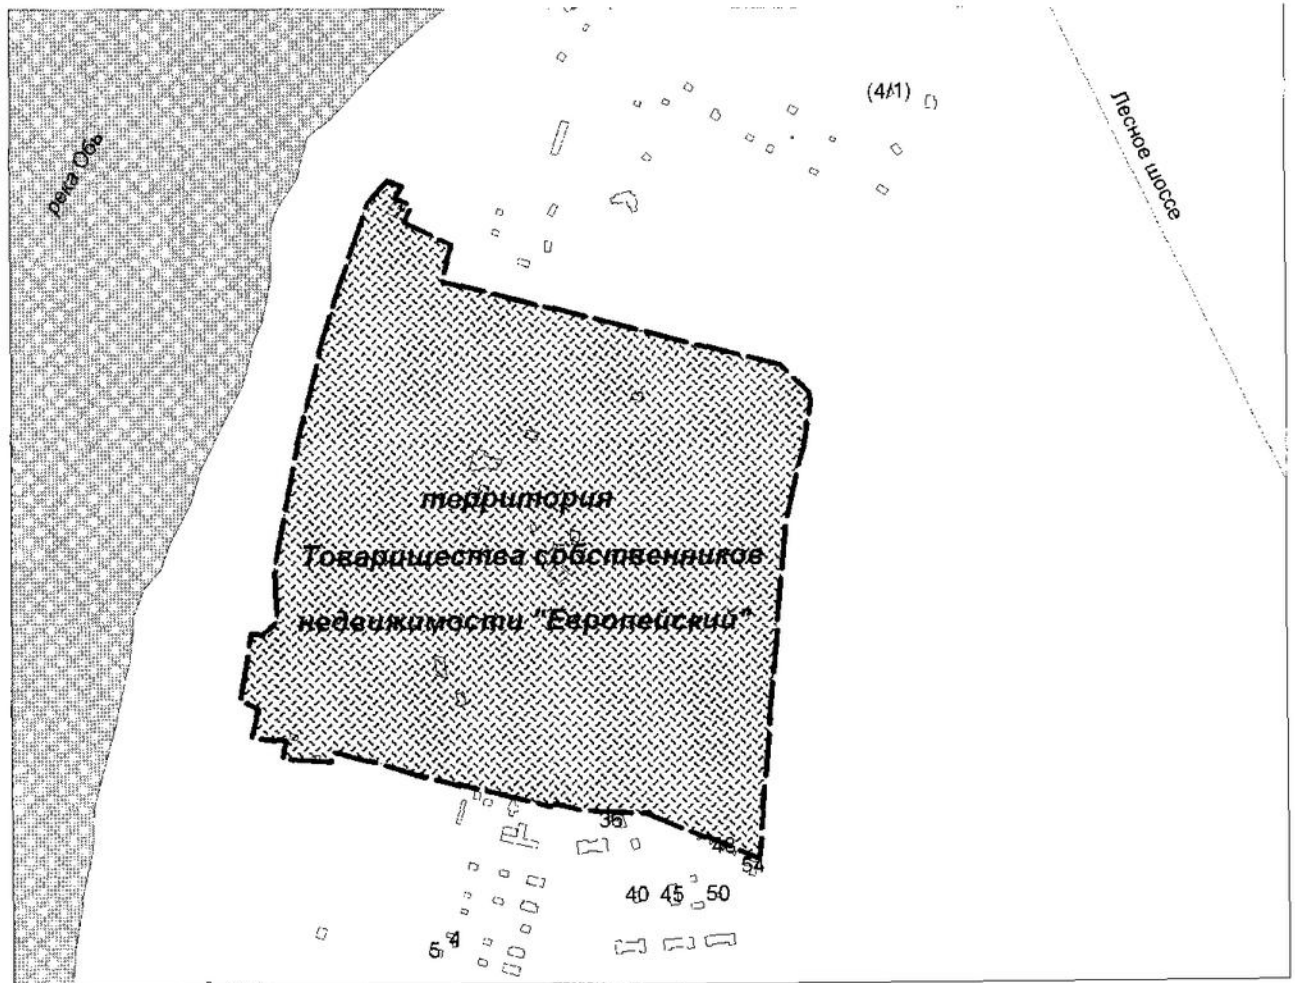 (4/1)
Лесное шоссе
река Обь
территория
Товарищества собственников
недвижимости "Европейский"
36
48
54
40 45 50
5 4